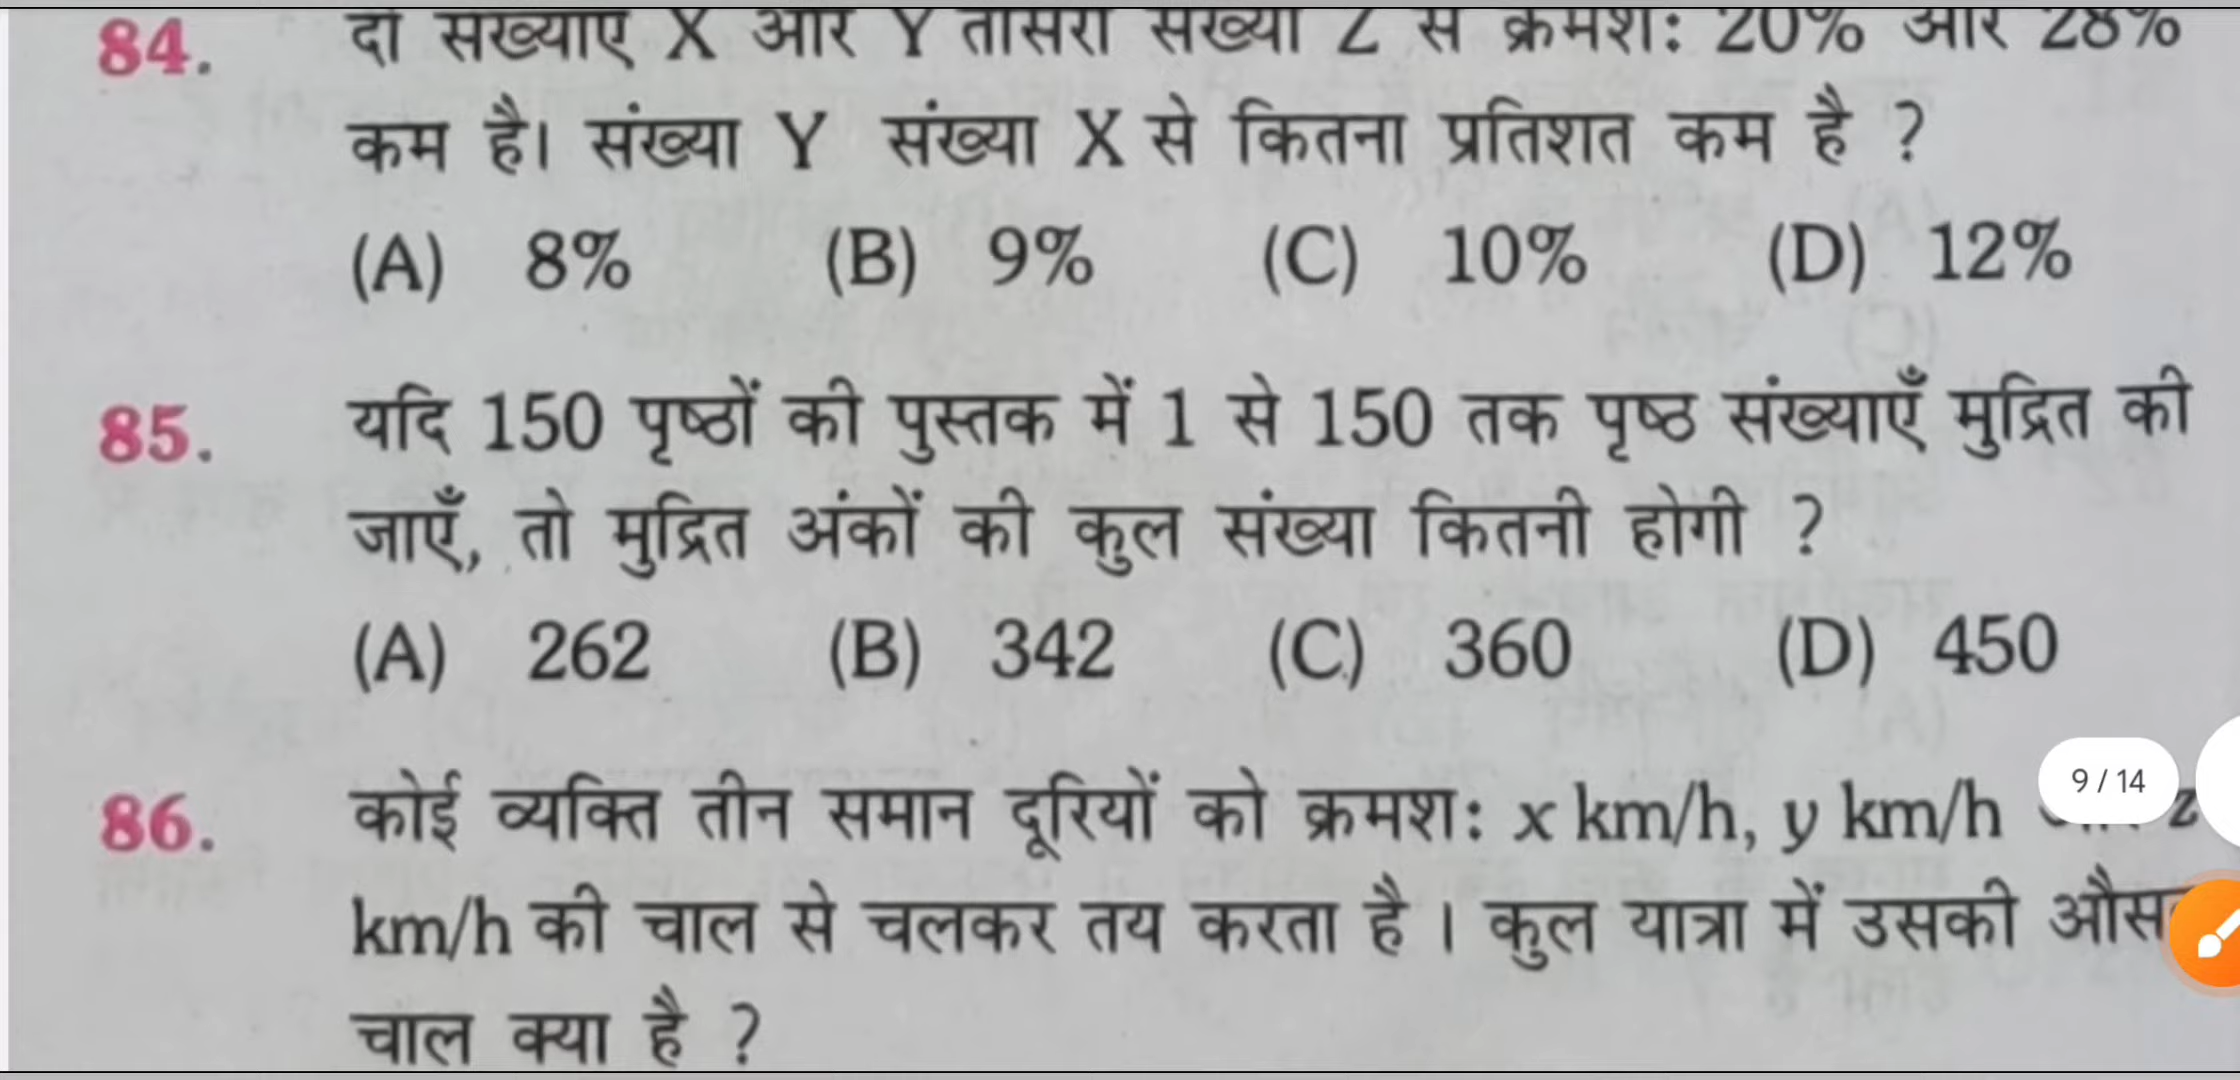 84. दो संख्याएँ X और Y तीसरी संख्या Z से क्रमशः 20% और 28%
कम है। संख्या Y संख्या X से कितना प्रतिशत कम है ?
(A) 8% (B) 9% (C) 10% (D) 12%
85. यदि 150 पृष्ठों की पुस्तक में 1 से 150 तक पृष्ठ संख्याएँ मुद्रित की
जाएँ, तो मुद्रित अंकों की कुल संख्या कितनी होगी ?
(A) 262 (B) 342 (C) 360 (D) 450
9 / 14
86. कोई व्यक्ति तीन समान दूरियों को क्रमशः x km/h, y km/h z
km/h की चाल से चलकर तय करता है । कुल यात्रा में उसकी
चाल क्या है ?